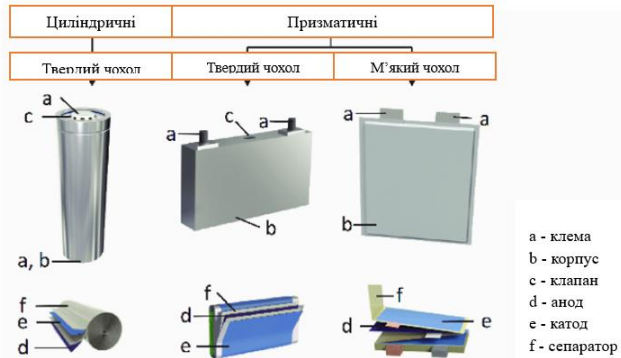 Циліндричні
Призматичні
Твердий чохол
Твердий чохол
М’який чохол
a
c
a, b
a
c
a
b
a
a
b
f
e
d
f
d
e
f
d
e
a - клема
b - корпус
c - клапан
d - анод
e - катод
f - сепаратор